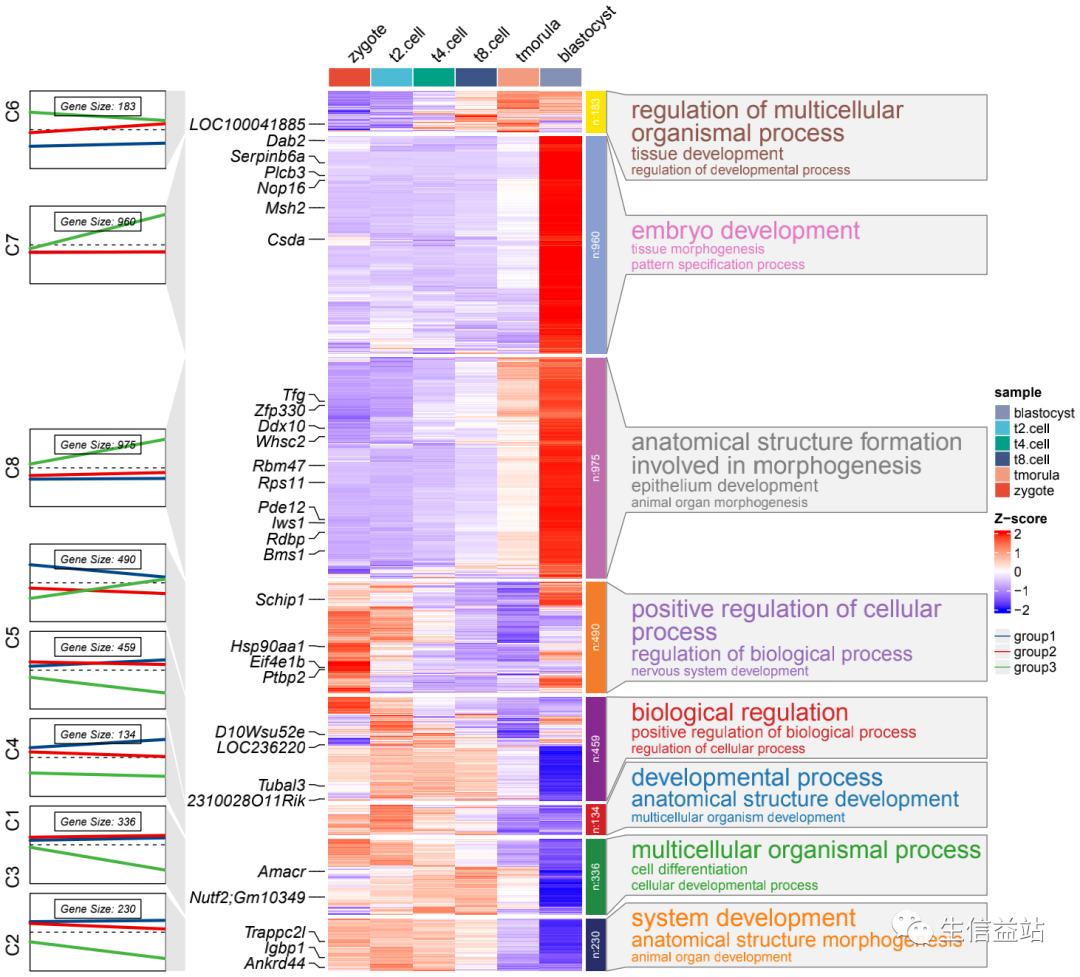 zygote
t2.cell
t4.cell
t8.cell
tmorula
blastocyst
C6
Gene Size: 183
C7
Gene Size: 960
C8
Gene Size: 975
Gene Size: 490
C5
Gene Size: 459
C4
Gene Size: 134
C1
Gene Size: 336
C3
C2
Gene Size: 230
LOC100041885
Dab2
Serpinb6a
Plcb3
Nop16
Msh2
Csda
Tfg
Zfp330
Ddx10
Whsc2
Rbm47
Rps11
Pde12
Iws1
Rdbp
Bms1
Schip1
Hsp90aa1
Eif4e1b
Ptbp2
D10Wsu52e
LOC236220
Tubal3
2310028O11Rik
Amacr
Nutf2;Gm10349
Trappc2l
Igbp1
Ankrd44
n:183
n:960
n:975
n:490
n:459
n:134
n:336
n:230
regulation of multicellular
organismal process
tissue development
regulation of developmental process
embryo development
tissue morphogenesis
pattern specification process
anatomical structure formation
involved in morphogenesis
epithelium development
animal organ morphogenesis
positive regulation of cellular
process
regulation of biological process
nervous system development
biological regulation
positive regulation of biological process
regulation of cellular process
developmental process
anatomical structure development
multicellular organism development
multicellular organismal process
cell differentiation
cellular developmental process
system development
anatomical structure morphogenesis
animal organ development
sample
blastocyst
t2.cell
t4.cell
t8.cell
tmorula
zygote
Z−score
2
1
0
−1
−2
group1
group2
group3
生信益站